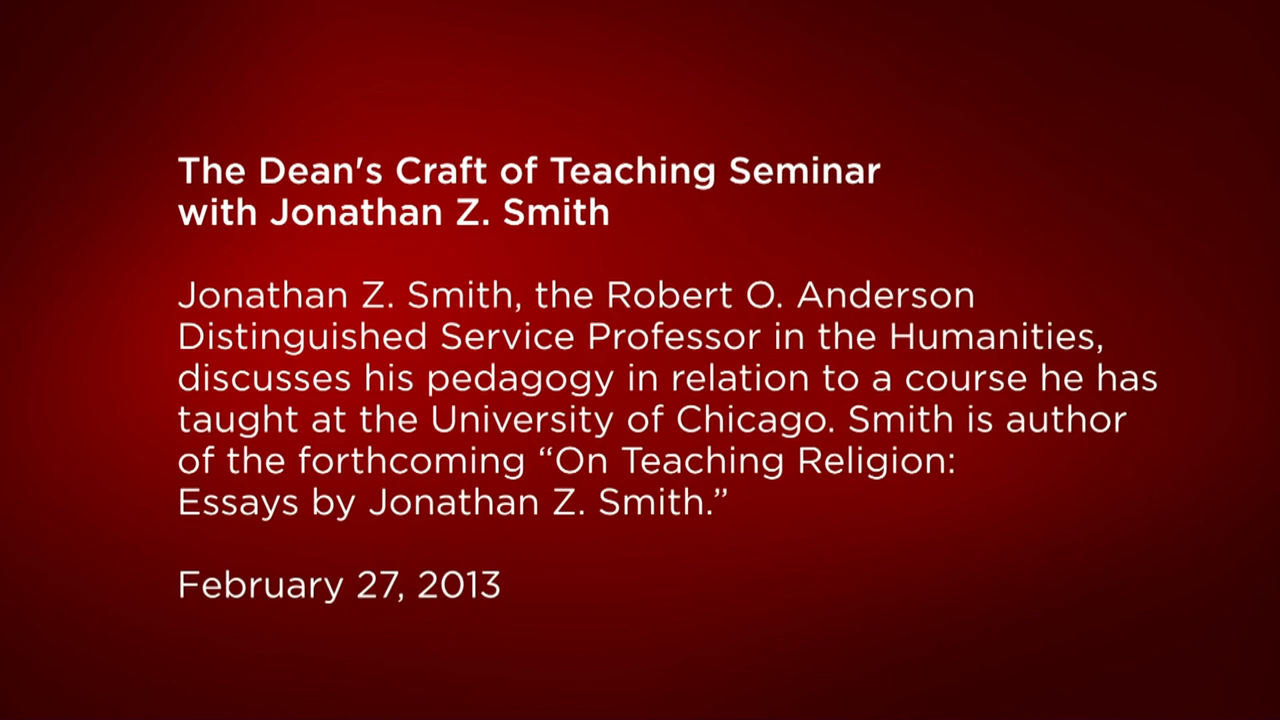 The Dean's Craft of Teaching Seminar
with Jonathan Z. Smith
Jonathan Z. Smith, the Robert O. Anderson
Distinguished Service Professor in the Humanities,
discusses his pedagogy in relation to a course he has
taught at the University of Chicago. Smith is author
of the forthcoming “On Teaching Religion:
Essays by Jonathan Z. Smith.”
February 27, 2013